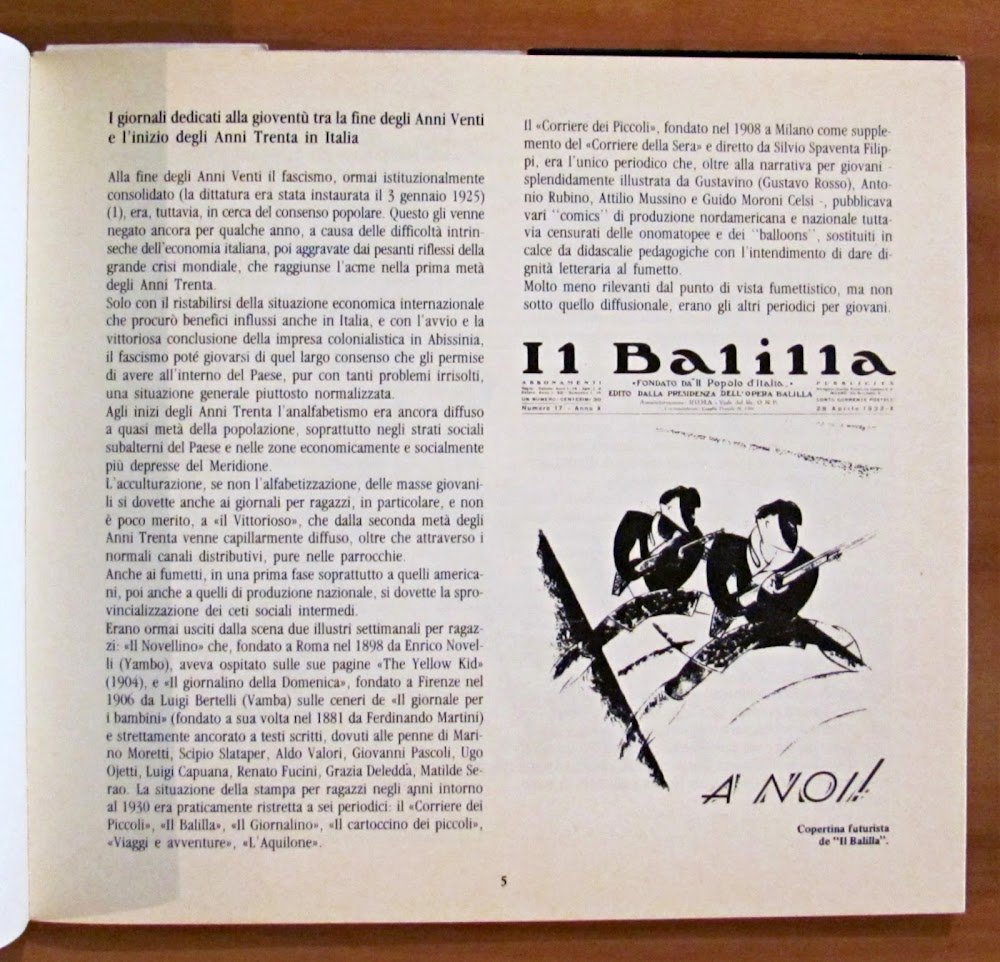 I giornali dedicati alla gioventù tra la fine degli Anni Venti
e l'inizio degli Anni Trenta in Italia
Alla fine degli Anni Venti il fascismo, ormai istituzionalmente
consolidato (la dittatura era stata instaurata il 3 gennaio 1925)
(1), era, tuttavia, in cerca del consenso popolare. Questo gli venne
negato ancora per qualche anno, a causa delle difficoltà intrin-
seche dell'economia italiana, poi aggravate dai pesanti riflessi della
grande crisi mondiale, che raggiunse l'acme nella prima metà
degli Anni Trenta.
Solo con il ristabilirsi della situazione economica internazionale
che procurò benefici influssi anche in Italia, e con l'avvio e la
vittoriosa conclusione della impresa colonialistica in Abissinia,
il fascismo poté giovarsi di quel largo consenso che gli permise
di avere all'interno del Paese, pur con tanti problemi irrisolti,
una situazione generale piuttosto normalizzata.
Agli inizi degli Anni Trenta l'analfabetismo era ancora diffuso
a quasi metà della popolazione, soprattutto negli strati sociali
subalterni del Paese e nelle zone economicamente e socialmente
più depresse del Meridione.
L'acculturazione, se non l'alfabetizzazione, delle masse giovani-
li si dovette anche ai giornali per ragazzi, in particolare, e non
è poco merito, a «il Vittorioso», che dalla seconda metà degli
Anni Trenta venne capillarmente diffuso, oltre che attraverso i
normali canali distributivi, pure nelle parrocchie.
Anche ai fumetti, in una prima fase soprattutto a quelli america-
ni, poi anche a quelli di produzione nazionale, si dovette la spro-
vincializzazione dei ceti sociali intermedi.
Erano ormai usciti dalla scena due illustri settimanali per ragaz-
zi: «Il Novellino» che, fondato a Roma nel 1898 da Enrico Novel-
li (Yambo), aveva ospitato sulle sue pagine «The Yellow Kid»
(1904), e «Il giornalino della Domenica», fondato a Firenze nel
1906 da Luigi Bertelli (Vamba) sulle ceneri de «Il giornale per
i bambini» (fondato a sua volta nel 1881 da Ferdinando Martini)
e strettamente ancorato a testi scritti, dovuti alle penne di Mari-
no Moretti, Scipio Slataper, Aldo Valori, Giovanni Pascoli, Ugo
Ojetti, Luigi Capuana, Renato Fucini, Grazia Deledda, Matilde Se-
rao. La situazione della stampa per ragazzi negli anni intorno
al 1930 era praticamente ristretta a sei periodici: il «Corriere dei
Piccoli», «Il Balilla», «Il Giornalino», «Il cartoccino dei piccoli»,
«Viaggi e avventure», «L'Aquilone».
Il «Corriere dei Piccoli», fondato nel 1908 a Milano come supple-
mento del «Corriere della Sera» e diretto da Silvio Spaventa Filip-
pi, era l'unico periodico che, oltre alla narrativa per giovani -
splendidamente illustrata da Gustavino (Gustavo Rosso), Anto-
nio Rubino, Attilio Mussino e Guido Moroni Celsi -, pubblicava
vari "comics" di produzione nordamericana e nazionale tutta-
via censurati delle onomatopee e dei "balloons", sostituiti in
calce da didascalie pedagogiche con l'intendimento di dare di-
gnità letteraria al fumetto.
Molto meno rilevanti dal punto di vista fumettistico, ma non
sotto quello diffusionale, erano gli altri periodici per giovani.
Il Balilla
ABBONAMENTI
«FONDATO DA "Il Popolo d'Italia.»
PUBBLICITÀ
EDITO DALLA PRESIDENZA DELL'OPERA BALILLA
UN NUMERO: CENTESIMI 30
CONTO CORRENTE POSTALE
Numero 17 - Anno X
28 Aprile 1932-X
A NOI!
Copertina futurista
de "Il Balilla".
5